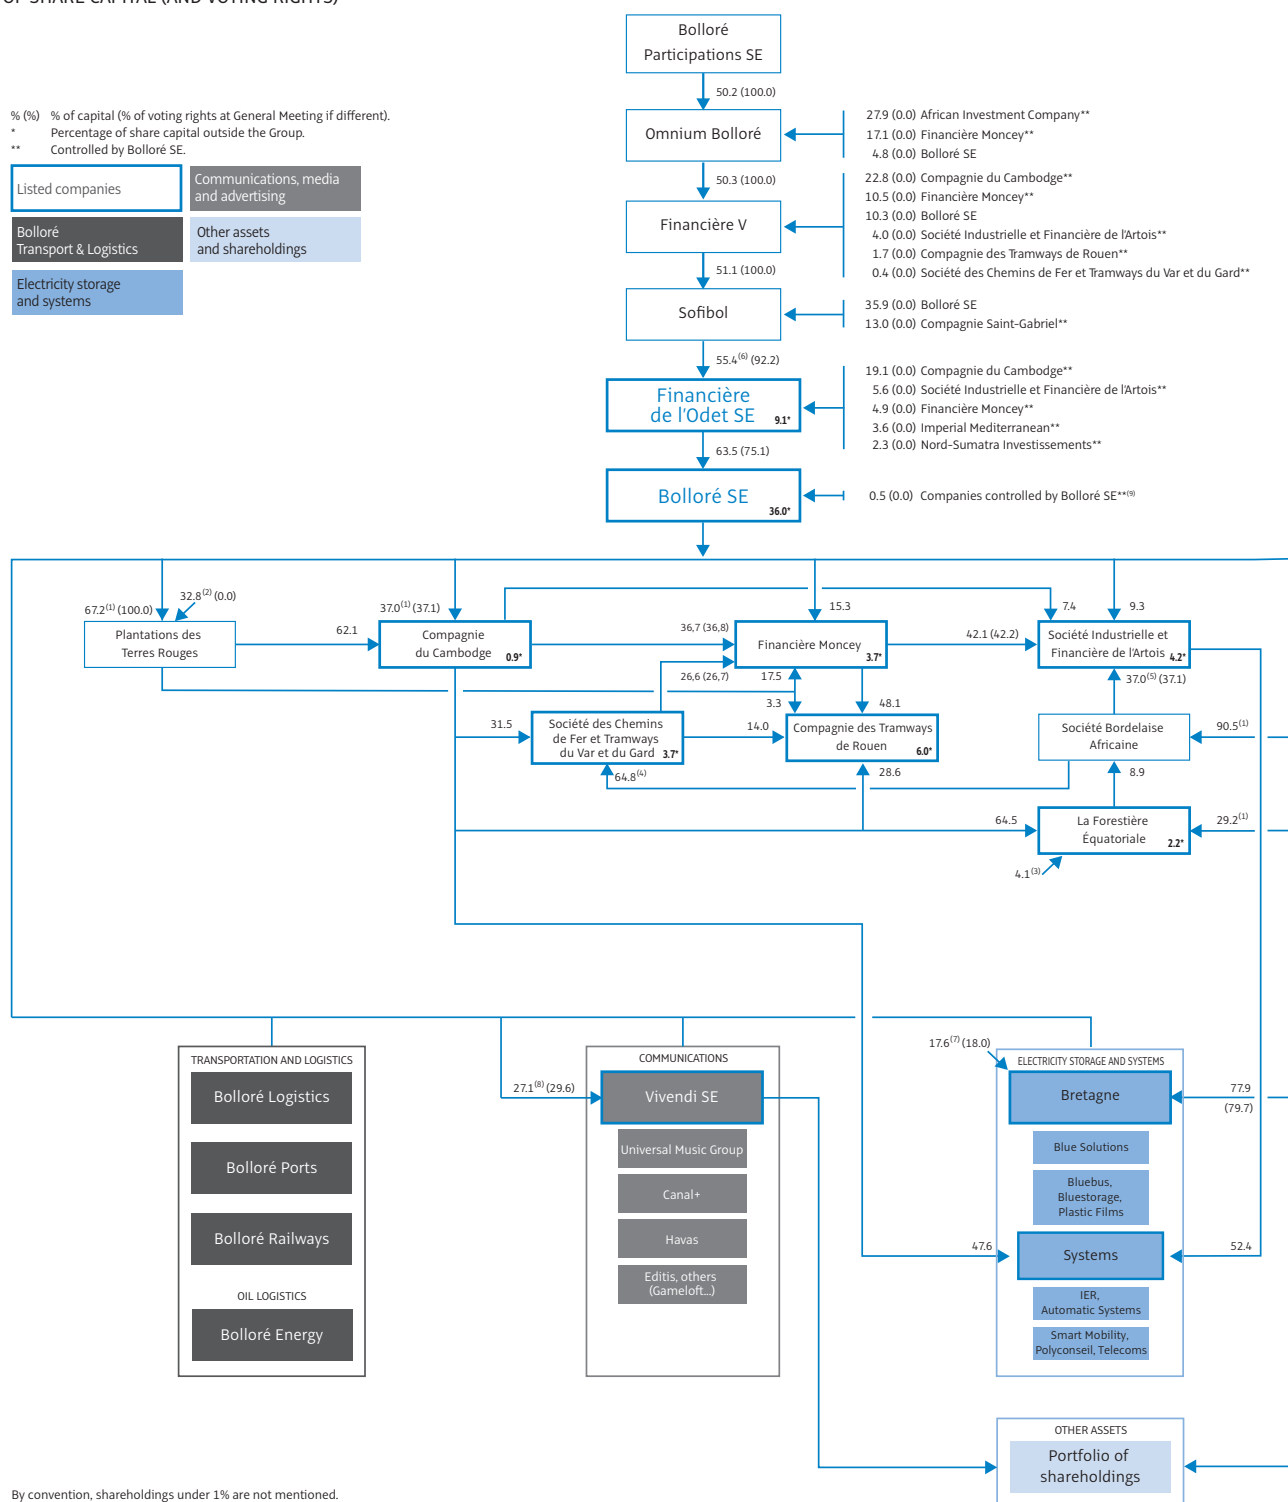 OF SHARE CAPITAL (AND VOTING RIGHTS)
Bolloré
Participations SE
50.2 (100.0)
% (%) % of capital (% of voting rights at General Meeting if different).
* Percentage of share capital outside the Group.
** Controlled by Bolloré SE.
Listed companies
Communications, media
and advertising
Bolloré
Transport & Logistics
Other assets
and shareholdings
Electricity storage
and systems
Omnium Bolloré
27.9 (0.0) African Investment Company**
17.1 (0.0) Financière Moncey**
4.8 (0.0) Bolloré SE
50.3 (100.0)
Financière V
22.8 (0.0) Compagnie du Cambodge**
10.5 (0.0) Financière Moncey**
10.3 (0.0) Bolloré SE
4.0 (0.0) Société Industrielle et Financière de l'Artois**
1.7 (0.0) Compagnie des Tramways de Rouen**
0.4 (0.0) Société des Chemins de Fer et Tramways du Var et du Gard**
51.1 (100.0)
Sofibol
35.9 (0.0) Bolloré SE
13.0 (0.0) Compagnie Saint-Gabriel**
55.4(6) (92.2)
Financière
de l'Odet SE
9.1*
19.1 (0.0) Compagnie du Cambodge**
5.6 (0.0) Société Industrielle et Financière de l'Artois**
4.9 (0.0) Financière Moncey**
3.6 (0.0) Imperial Mediterranean**
2.3 (0.0) Nord-Sumatra Investissements**
63.5 (75.1)
Bolloré SE
36.0*
0.5 (0.0) Companies controlled by Bolloré SE**(9)
67.2(1) (100.0)
32.8(2) (0.0)
37.0(1) (37.1)
15.3
7.4
9.3
Plantations des
Terres Rouges
62.1
Compagnie
du Cambodge
0.9*
36,7 (36,8)
Financière Moncey
3.7*
42.1 (42.2)
Société Industrielle et
Financière de l'Artois
4.2*
26,6 (26,7)
17.5
37.0(5) (37.1)
3.3
48.1
31.5
Société des Chemins
de Fer et Tramways
du Var et du Gard
3.7*
14.0
Compagnie des Tramways
de Rouen
6.0*
Société Bordelaise
Africaine
90.5(1)
64.8(4)
28.6
8.9
64.5
La Forestière
Équatoriale
2.2*
29.2(1)
4.1(3)
TRANSPORTATION AND LOGISTICS
Bolloré Logistics
Bolloré Ports
Bolloré Railways
OIL LOGISTICS
Bolloré Energy
COMMUNICATIONS
27.1(8) (29.6)
Vivendi SE
Universal Music Group
Canal+
Havas
Editis, others
(Gameloft...)
17.6(7) (18.0)
ELECTRICITY STORAGE AND SYSTEMS
Bretagne
77.9
(79.7)
Blue Solutions
Bluebus,
Bluestorage,
Plastic Films
47.6
Systems
52.4
IER,
Automatic Systems
Smart Mobility,
Polyconseil, Telecoms
OTHER ASSETS
Portfolio of
shareholdings
By convention, shareholdings under 1% are not mentioned.